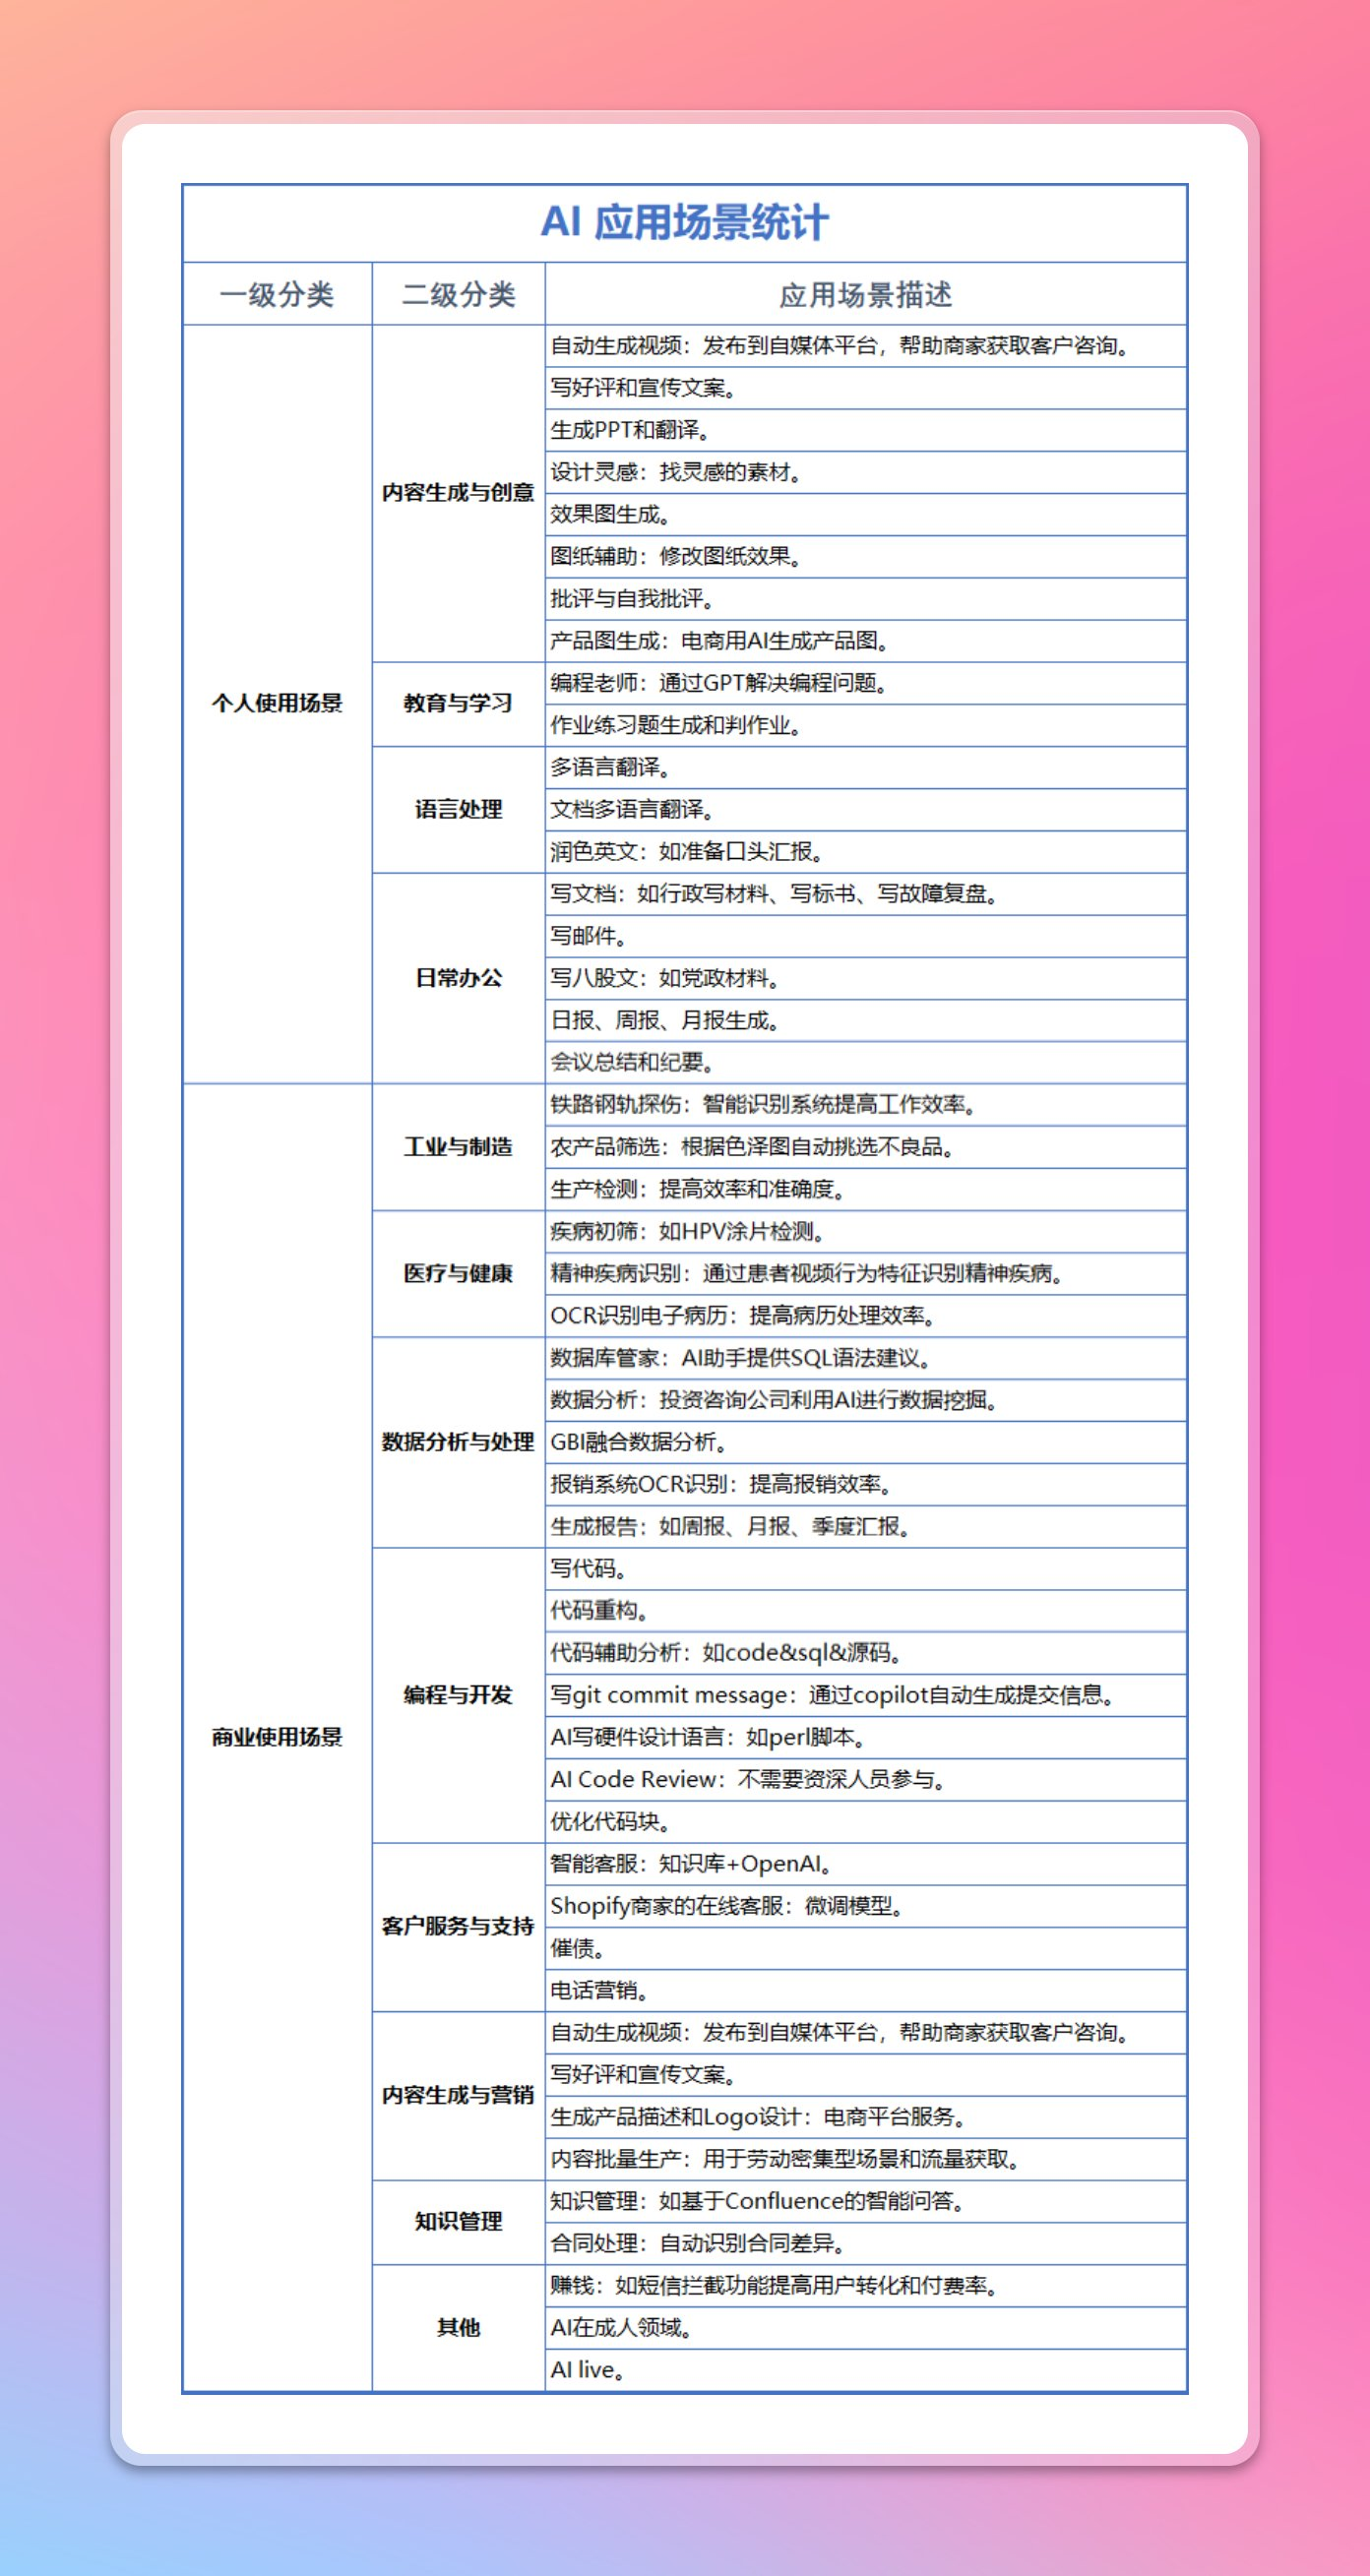 AI 应用场景统计
一级分类 二级分类 应用场景描述
个人使用场景
内容生成与创意
自动生成视频：发布到自媒体平台，帮助商家获取客户咨询。
写好评和宣传文案。
生成PPT和翻译。
设计灵感：找灵感的素材。
效果图生成。
图纸辅助：修改图纸效果。
批评与自我批评。
产品图生成：电商用AI生成产品图。
教育与学习
编程老师：通过GPT解决编程问题。
作业练习题生成和判作业。
语言处理
多语言翻译。
文档多语言翻译。
润色英文：如准备口头汇报。
日常办公
写文档：如行政写材料、写标书、写故障复盘。
写邮件。
写八股文：如党政材料。
日报、周报、月报生成。
会议总结和纪要。
商业使用场景
工业与制造
铁路钢轨探伤：智能识别系统提高工作效率。
农产品筛选：根据色泽图自动挑选不良品。
生产检测：提高效率和准确度。
医疗与健康
疾病初筛：如HPV涂片检测。
精神疾病识别：通过患者视频行为特征识别精神疾病。
OCR识别电子病历：提高病历处理效率。
数据分析与处理
数据库管家：AI助手提供SQL语法建议。
数据分析：投资咨询公司利用AI进行数据挖掘。
GBI融合数据分析。
报销系统OCR识别：提高报销效率。
生成报告：如周报、月报、季度汇报。
编程与开发
写代码。
代码重构。
代码辅助分析：如code&sql&源码。
写git commit message：通过copilot自动生成提交信息。
AI写硬件设计语言：如perl脚本。
AI Code Review：不需要资深人员参与。
优化代码块。
客户服务与支持
智能客服：知识库+OpenAI。
Shopify商家的在线客服：微调模型。
催债。
电话营销。
内容生成与营销
自动生成视频：发布到自媒体平台，帮助商家获取客户咨询。
写好评和宣传文案。
生成产品描述和Logo设计：电商平台服务。
内容批量生产：用于劳动密集型场景和流量获取。
知识管理
知识管理：如基于Confluence的智能问答。
合同处理：自动识别合同差异。
其他
赚钱：如短信拦截功能提高用户转化和付费率。
AI在成人领域。
AI live。